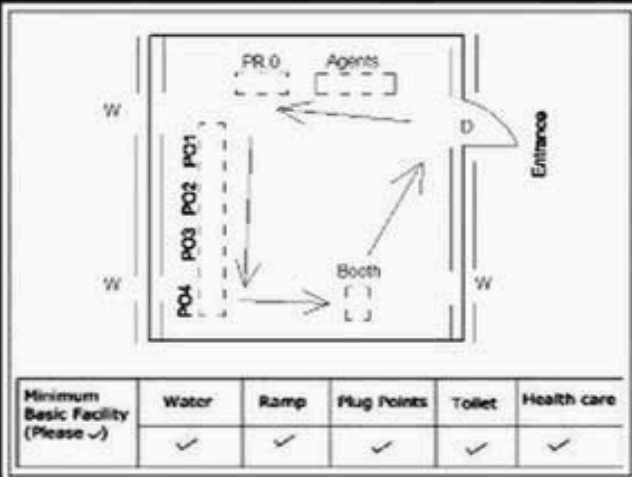 PR.O Agents
W
D
Entrance
PO1
PO2
PO3
PO4
Booth
W
W
Minimum Basic Facility (Please ✓)
Water Ramp Plug Points Toilet Health care
✓ ✓ ✓ ✓ ✓